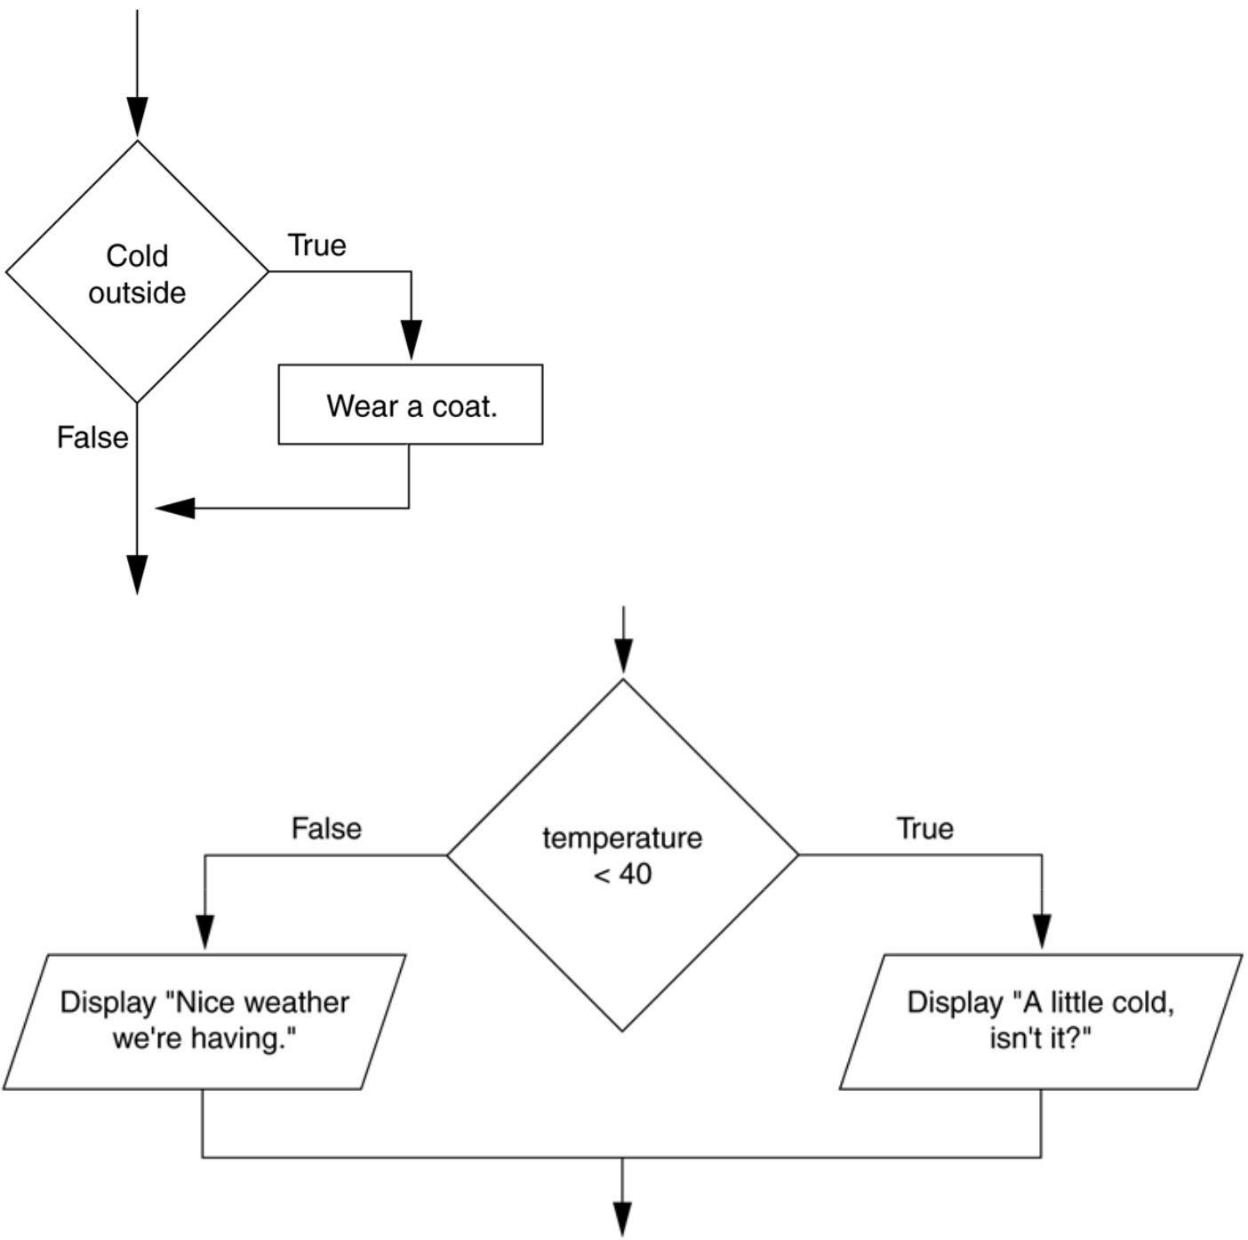 True
Cold
outside
Wear a coat.
False
False
temperature
< 40
True
Display "Nice weather
we're having."
Display "A little cold,
isn't it?"